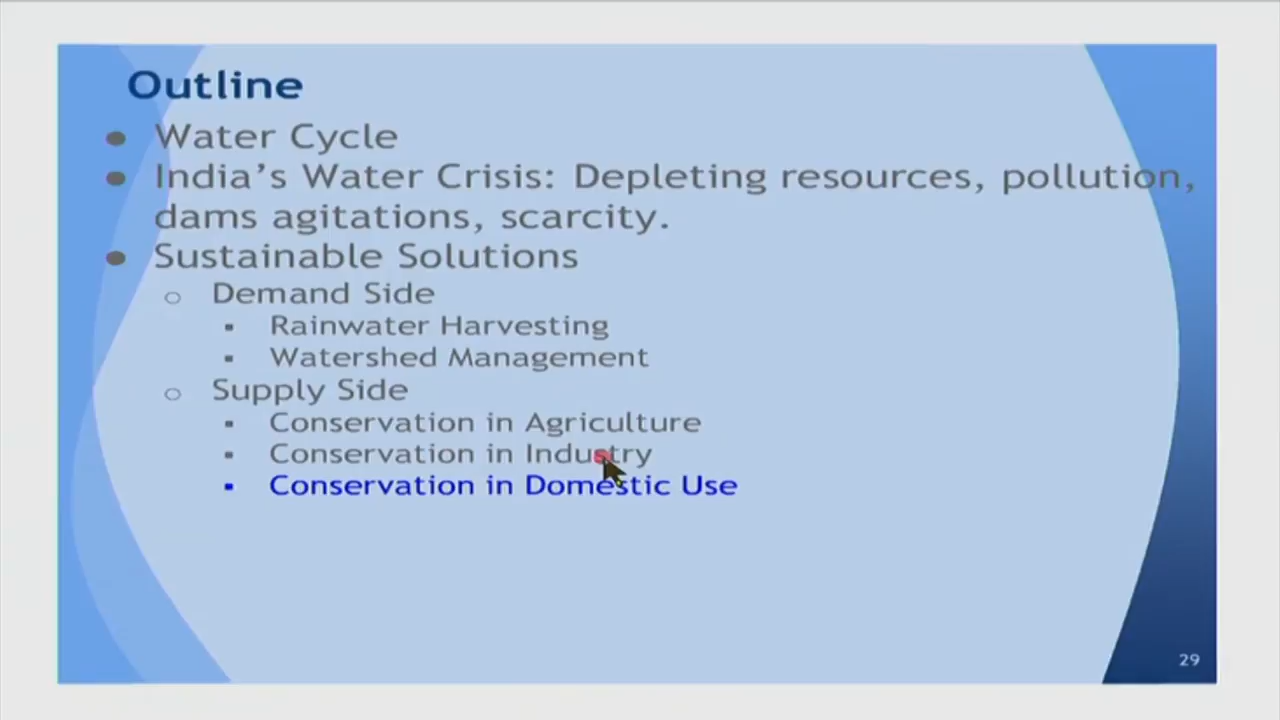 Outline
● Water Cycle
● India's Water Crisis: Depleting resources, pollution,
dams agitations, scarcity.
● Sustainable Solutions
○ Demand Side
▪ Rainwater Harvesting
▪ Watershed Management
○ Supply Side
▪ Conservation in Agriculture
▪ Conservation in Industry
▪ Conservation in Domestic Use
29